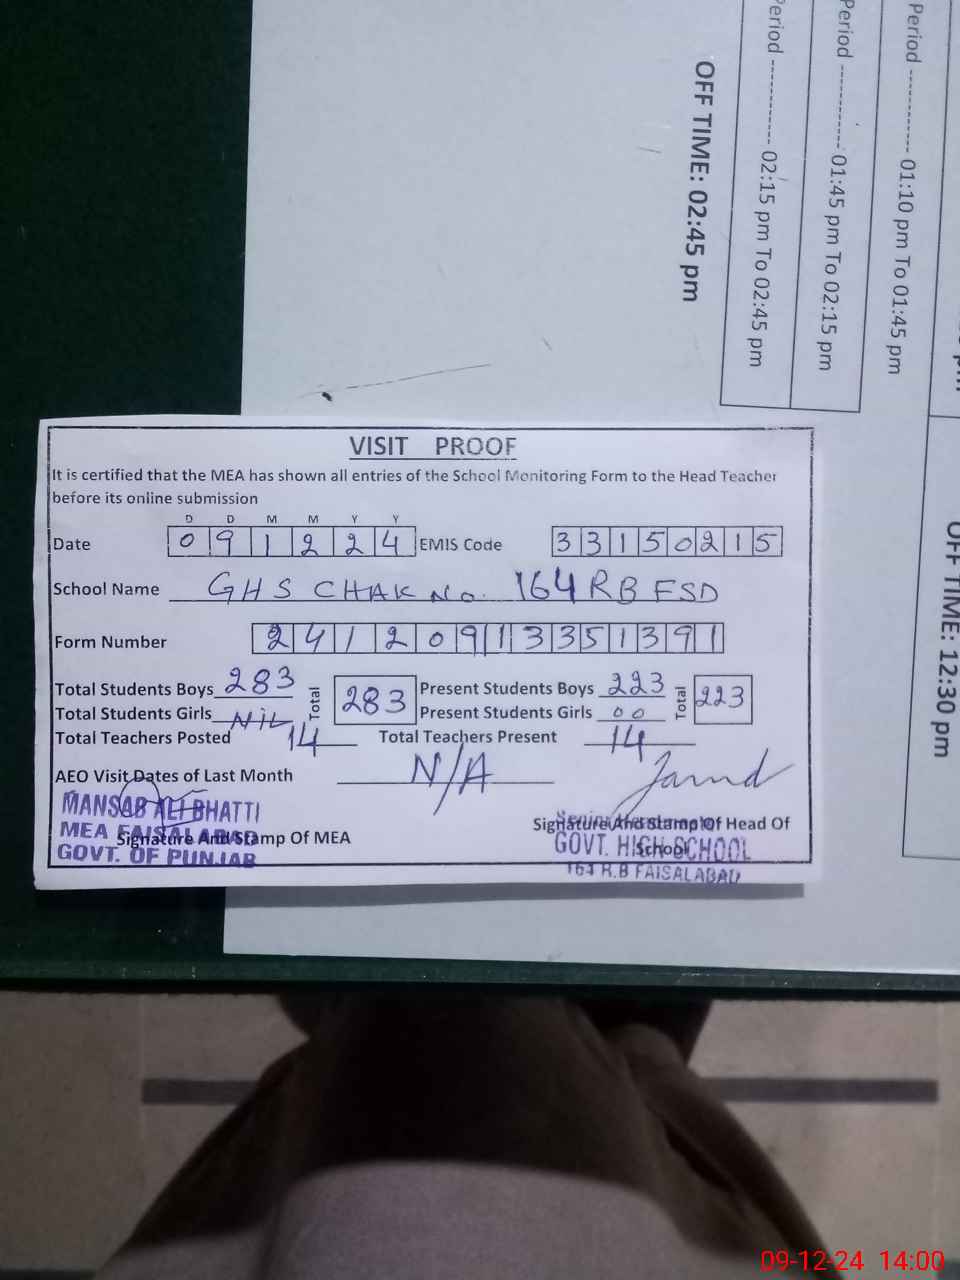 Period ------------ 01:10 pm To 01:45 pm
Period ------------ 01:45 pm To 02:15 pm
Period ------------ 02:15 pm To 02:45 pm
OFF TIME: 02:45 pm
OFF TIME: 12:30 pm
VISIT PROOF
It is certified that the MEA has shown all entries of the School Monitoring Form to the Head Teacher
before its online submission
D D M M Y Y
Date 0 9 1 2 2 4 EMIS Code 3 3 1 5 0 2 1 5
School Name GHS CHAK No. 164 RB FSD
Form Number 2 4 1 2 0 9 1 3 3 5 1 3 9 1
Total Students Boys 283 Total 283 Present Students Boys 223 Total 223
Total Students Girls NIL Present Students Girls 00
Total Teachers Posted 14 Total Teachers Present 14
AEO Visit Dates of Last Month N/A
MANSAB ALI BHATTI
MEA FAISALABAD
GOVT. OF PUNJAB
Signature And Stamp Of MEA
Signature And Stamp Of Head Of
School
GOVT. HIGH SCHOOL
164 R.B FAISALABAD
09-12-24 14:00